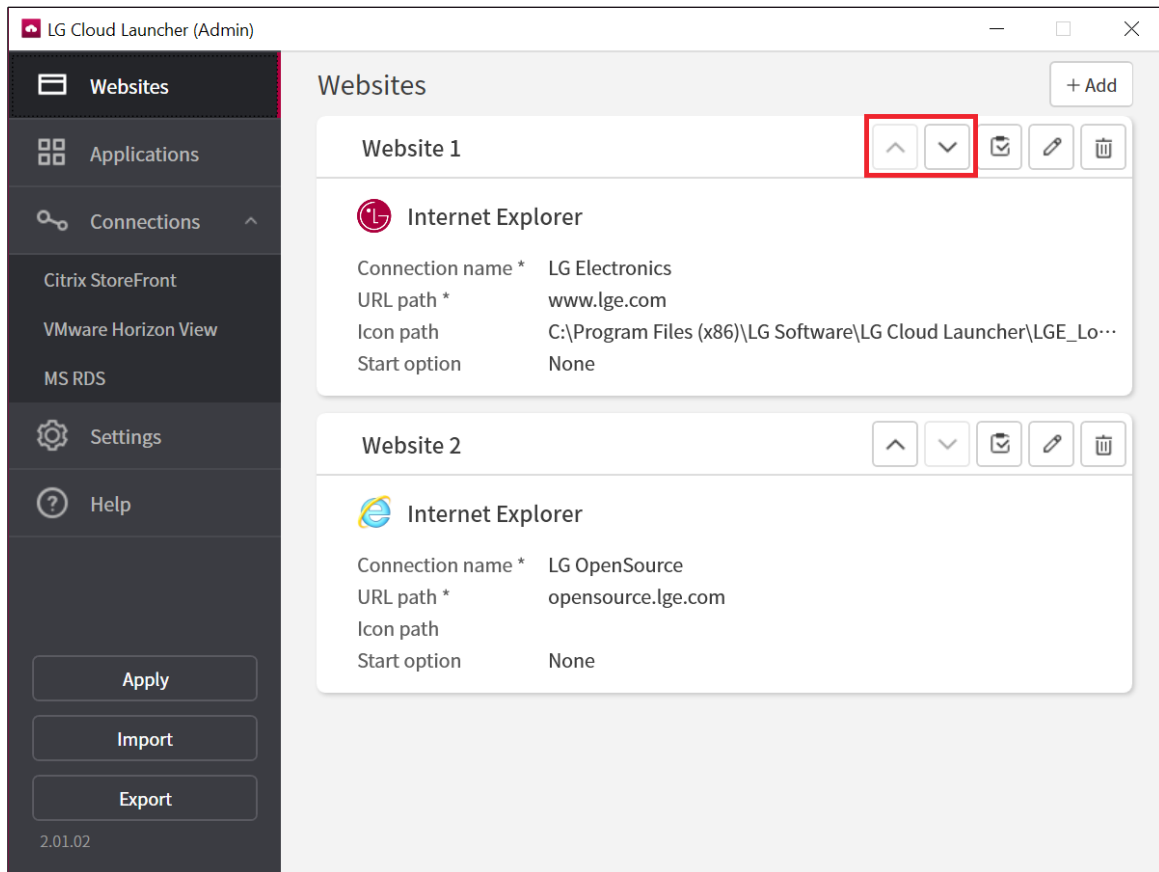 LG Cloud Launcher (Admin)
Websites
Applications
Connections
Citrix StoreFront
VMware Horizon View
MS RDS
Settings
? Help
Apply
Import
Export
2.01.02
Websites
+ Add
Website 1
Internet Explorer
Connection name * LG Electronics
URL path * www.lge.com
Icon path C:\Program Files (x86)\LG Software\LG Cloud Launcher\LGE_Lo···
Start option None
Website 2
Internet Explorer
Connection name * LG OpenSource
URL path * opensource.lge.com
Icon path
Start option None